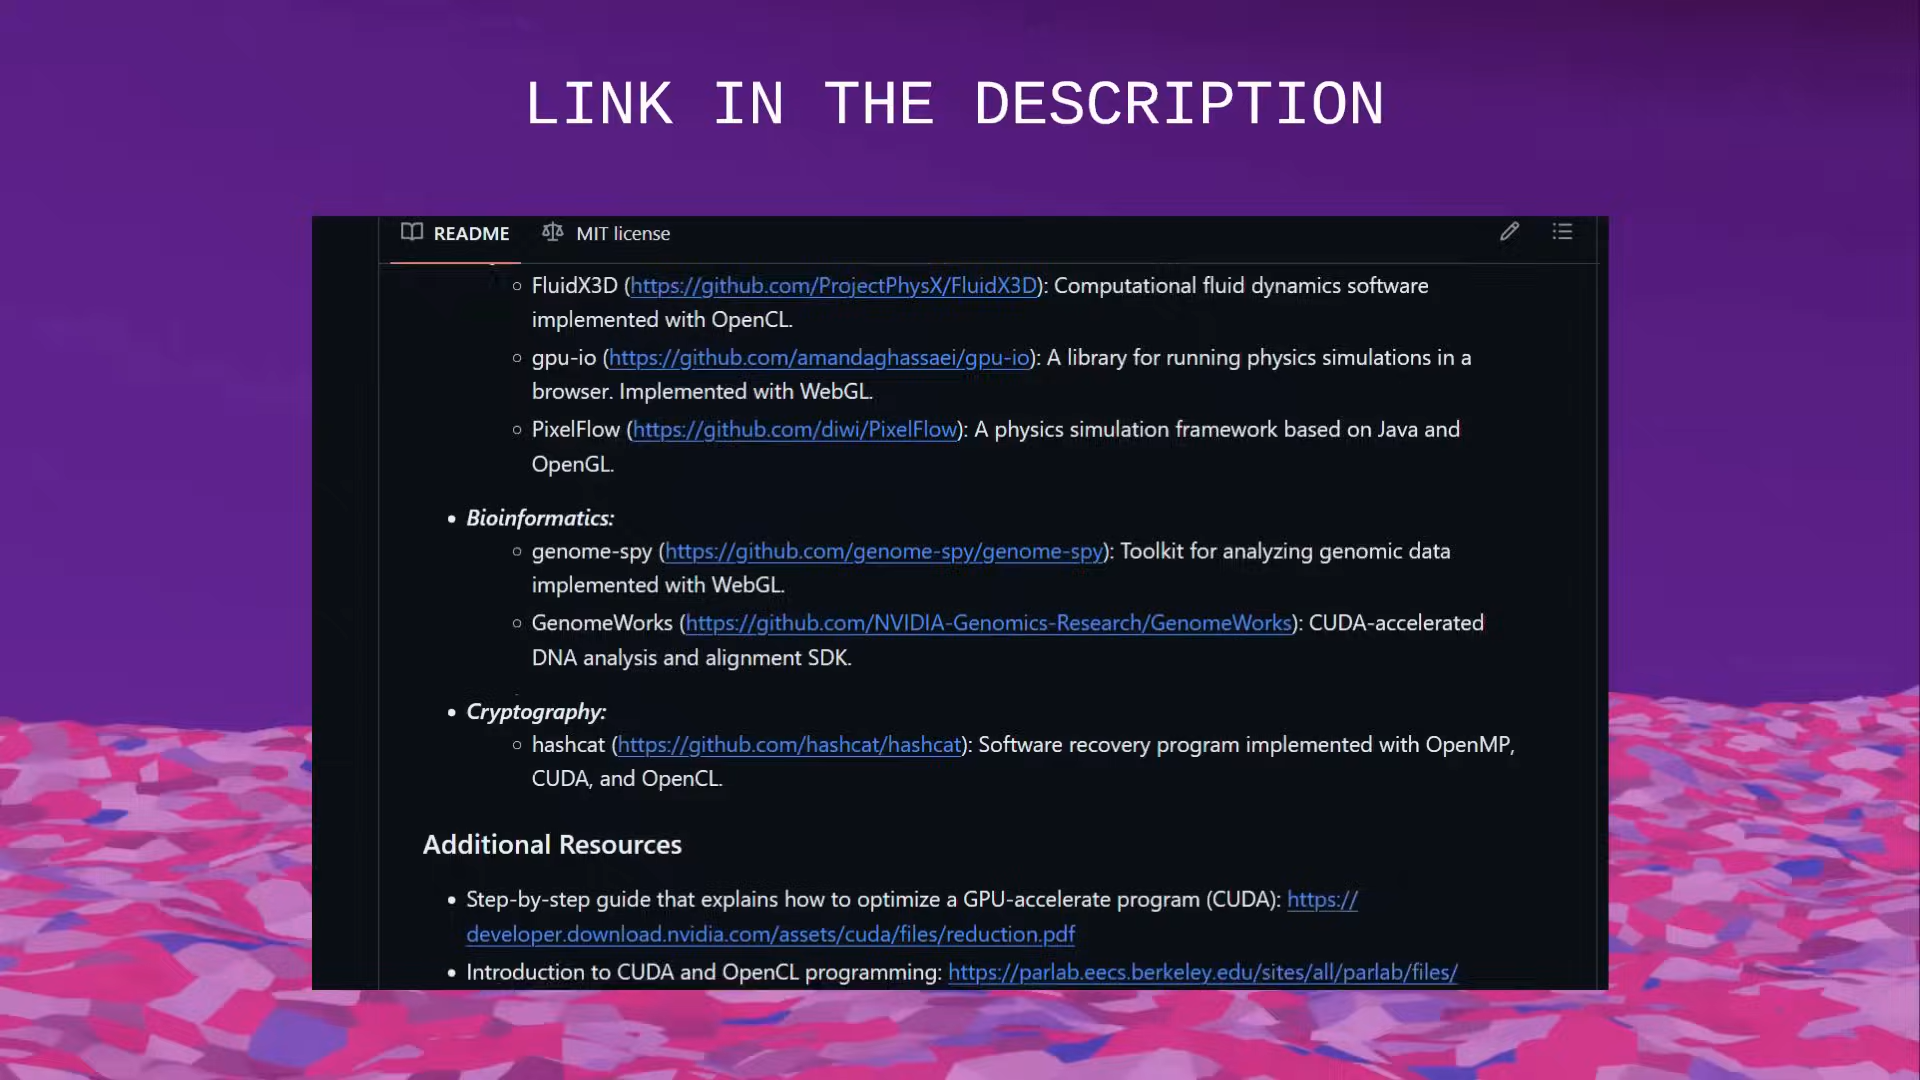 LINK IN THE DESCRIPTION
README MIT license
FluidX3D (https://github.com/ProjectPhysX/FluidX3D): Computational fluid dynamics software
implemented with OpenCL.
gpu-io (https://github.com/amandaghassaei/gpu-io): A library for running physics simulations in a
browser. Implemented with WebGL.
PixelFlow (https://github.com/diwi/PixelFlow): A physics simulation framework based on Java and
OpenGL.
Bioinformatics:
genome-spy (https://github.com/genome-spy/genome-spy): Toolkit for analyzing genomic data
implemented with WebGL.
GenomeWorks (https://github.com/NVIDIA-Genomics-Research/GenomeWorks): CUDA-accelerated
DNA analysis and alignment SDK.
Cryptography:
hashcat (https://github.com/hashcat/hashcat): Software recovery program implemented with OpenMP,
CUDA, and OpenCL.
Additional Resources
Step-by-step guide that explains how to optimize a GPU-accelerate program (CUDA): https://
developer.download.nvidia.com/assets/cuda/files/reduction.pdf
Introduction to CUDA and OpenCL programming: https://parlab.eecs.berkeley.edu/sites/all/parlab/files/